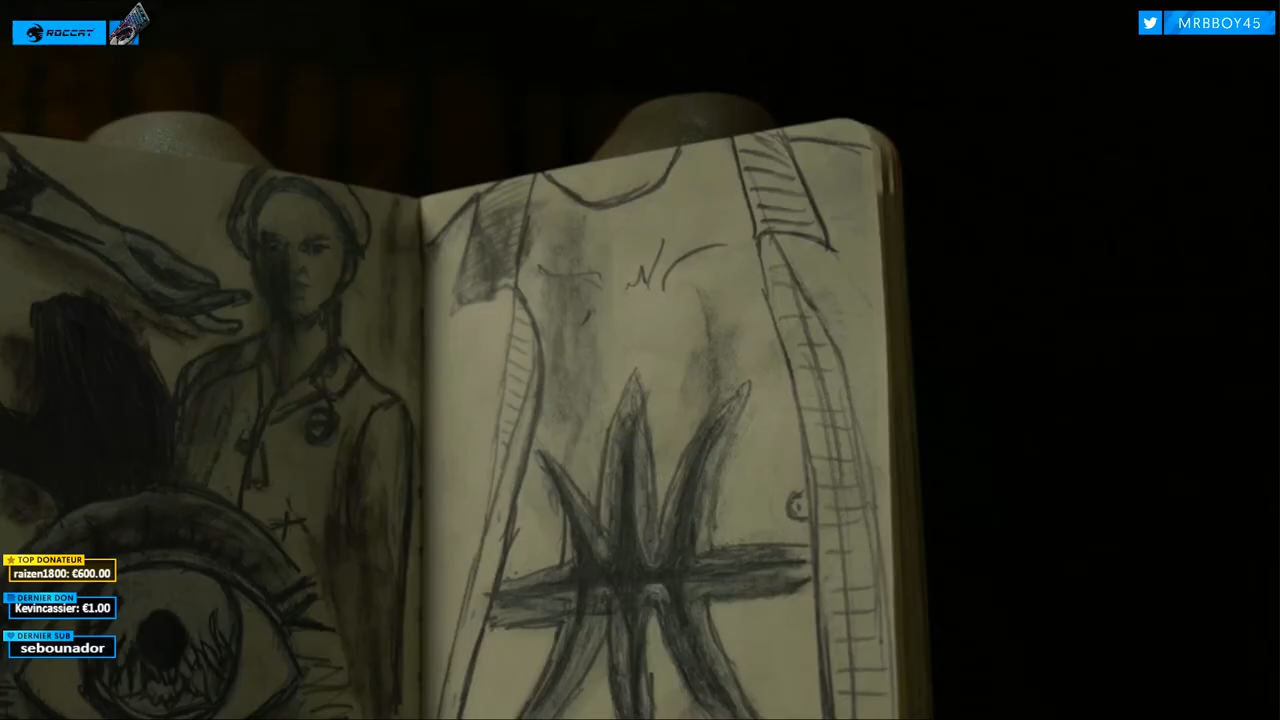 ROCCAT
MRBBOY45
TOP DONATEUR
raizen1800: €600.00
DERNIER DON
Kevincassier: €1.00
DERNIER SUB
sebounador